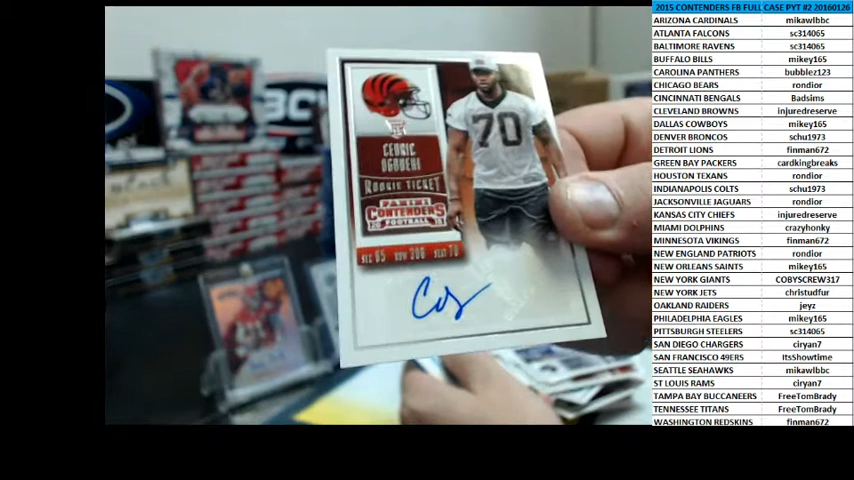 CEDRIC
OGBUEHI
ROOKIE TICKET
PANINI
CONTENDERS
2015 FOOTBALL
SEC 05 ROW 300 SEAT 70
70
2015 CONTENDERS FB FULL CASE PYT #2 20160126
ARIZONA CARDINALS mikawlbbc
ATLANTA FALCONS sc314065
BALTIMORE RAVENS sc314065
BUFFALO BILLS mikey165
CAROLINA PANTHERS bubblez123
CHICAGO BEARS rondior
CINCINNATI BENGALS Badsims
CLEVELAND BROWNS injuredreserve
DALLAS COWBOYS mikey165
DENVER BRONCOS schu1973
DETROIT LIONS finman672
GREEN BAY PACKERS cardkingbreaks
HOUSTON TEXANS rondior
INDIANAPOLIS COLTS schu1973
JACKSONVILLE JAGUARS rondior
KANSAS CITY CHIEFS injuredreserve
MIAMI DOLPHINS crazyhonky
MINNESOTA VIKINGS finman672
NEW ENGLAND PATRIOTS rondior
NEW ORLEANS SAINTS mikey165
NEW YORK GIANTS COBYSCREW317
NEW YORK JETS christudfur
OAKLAND RAIDERS jeyz
PHILADELPHIA EAGLES mikey165
PITTSBURGH STEELERS sc314065
SAN DIEGO CHARGERS ciryan7
SAN FRANCISCO 49ERS ItsShowtime
SEATTLE SEAHAWKS mikawlbbc
ST LOUIS RAMS ciryan7
TAMPA BAY BUCCANEERS FreeTomBrady
TENNESSEE TITANS FreeTomBrady
WASHINGTON REDSKINS finman672